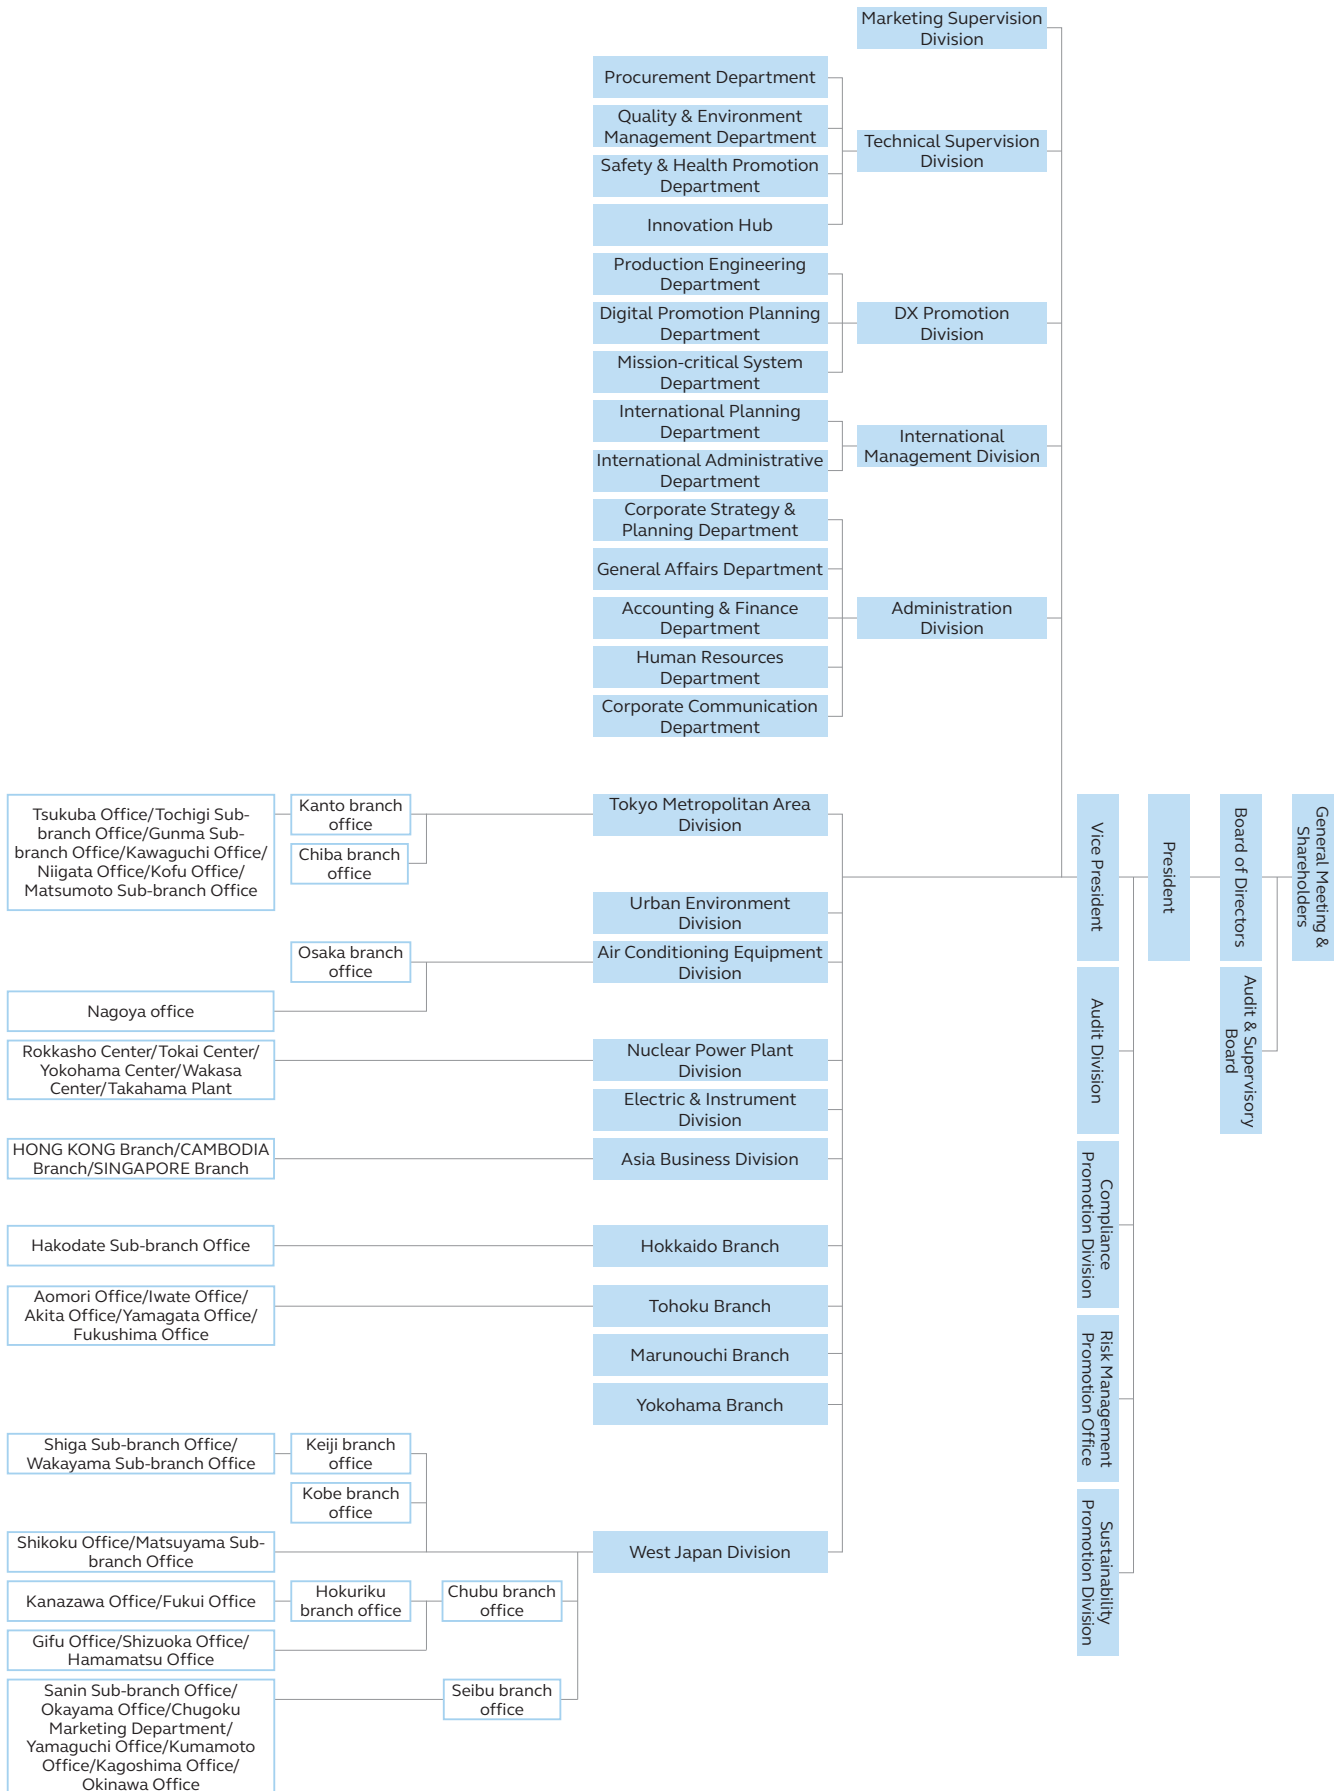 Marketing Supervision
Division
Procurement Department
Quality & Environment
Management Department
Technical Supervision
Division
Safety & Health Promotion
Department
Innovation Hub
Production Engineering
Department
Digital Promotion Planning
Department
DX Promotion
Division
Mission-critical System
Department
International Planning
Department
International
Management Division
International Administrative
Department
Corporate Strategy &
Planning Department
General Affairs Department
Accounting & Finance
Department
Administration
Division
Human Resources
Department
Corporate Communication
Department
Tsukuba Office/Tochigi Sub-
branch Office/Gunma Sub-
branch Office/Kawaguchi Office/
Niigata Office/Kofu Office/
Matsumoto Sub-branch Office
Kanto branch
office
Chiba branch
office
Tokyo Metropolitan Area
Division
Vice President
President
Board of Directors
General Meeting &
Shareholders
Urban Environment
Division
Osaka branch
office
Air Conditioning Equipment
Division
Nagoya office
Audit Division
Audit & Supervisory
Board
Rokkasho Center/Tokai Center/
Yokohama Center/Wakasa
Center/Takahama Plant
Nuclear Power Plant
Division
Electric & Instrument
Division
HONG KONG Branch/CAMBODIA
Branch/SINGAPORE Branch
Asia Business Division
Compliance
Promotion Division
Hakodate Sub-branch Office
Hokkaido Branch
Aomori Office/Iwate Office/
Akita Office/Yamagata Office/
Fukushima Office
Tohoku Branch
Marunouchi Branch
Risk Management
Promotion Office
Yokohama Branch
Shiga Sub-branch Office/
Wakayama Sub-branch Office
Keiji branch
office
Kobe branch
office
Shikoku Office/Matsuyama Sub-
branch Office
West Japan Division
Sustainability
Promotion Division
Kanazawa Office/Fukui Office
Hokuriku
branch office
Chubu branch
office
Gifu Office/Shizuoka Office/
Hamamatsu Office
Sanin Sub-branch Office/
Okayama Office/Chugoku
Marketing Department/
Yamaguchi Office/Kumamoto
Office/Kagoshima Office/
Okinawa Office
Seibu branch
office